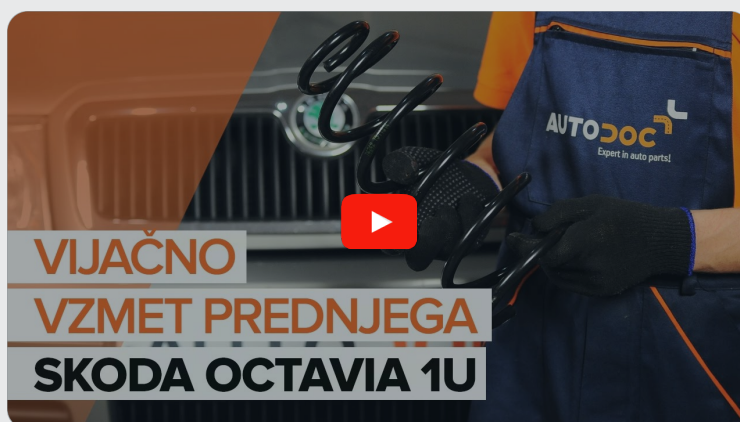 AUTODOC
Expert in auto parts!
VIJAČNO
VZMET PREDNJEGA
SKODA OCTAVIA 1U